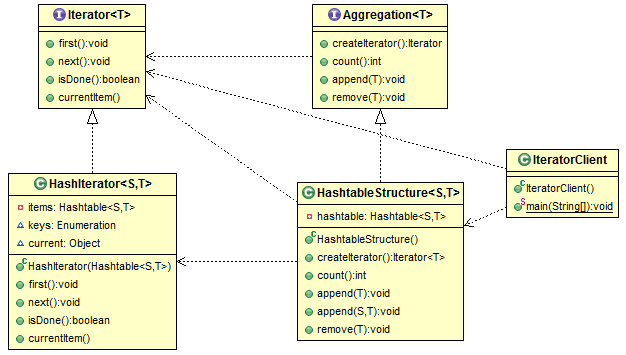 Iterator<T>
first():void
next():void
isDone():boolean
currentItem()
Aggregation<T>
createIterator():Iterator
count():int
append(T):void
remove(T):void
IteratorClient
IteratorClient()
main(String[]):void
HashIterator<S,T>
items: Hashtable<S,T>
keys: Enumeration
current: Object
HashIterator(Hashtable<S,T>)
first():void
next():void
isDone():boolean
currentItem()
HashtableStructure<S,T>
hashtable: Hashtable<S,T>
HashtableStructure()
createIterator():Iterator<T>
count():int
append(T):void
append(S,T):void
remove(T):void